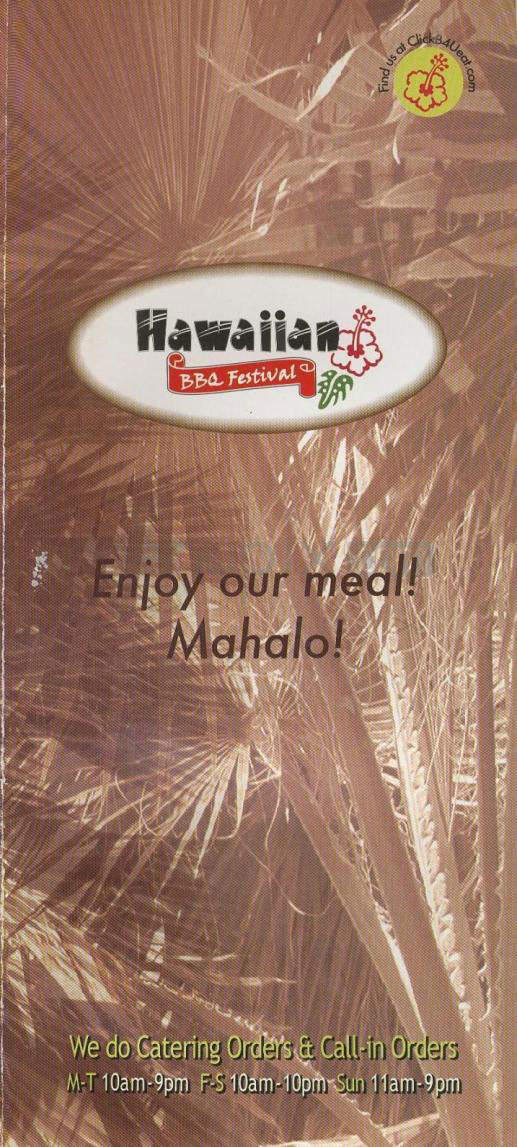 Find us at Click84Ueat.com
Hawaiian
BBQ Festival
Enjoy our meal!
Mahalo!
We do Catering Orders & Call-in Orders
M-T 10am-9pm F-S 10am-10pm Sun 11am-9pm